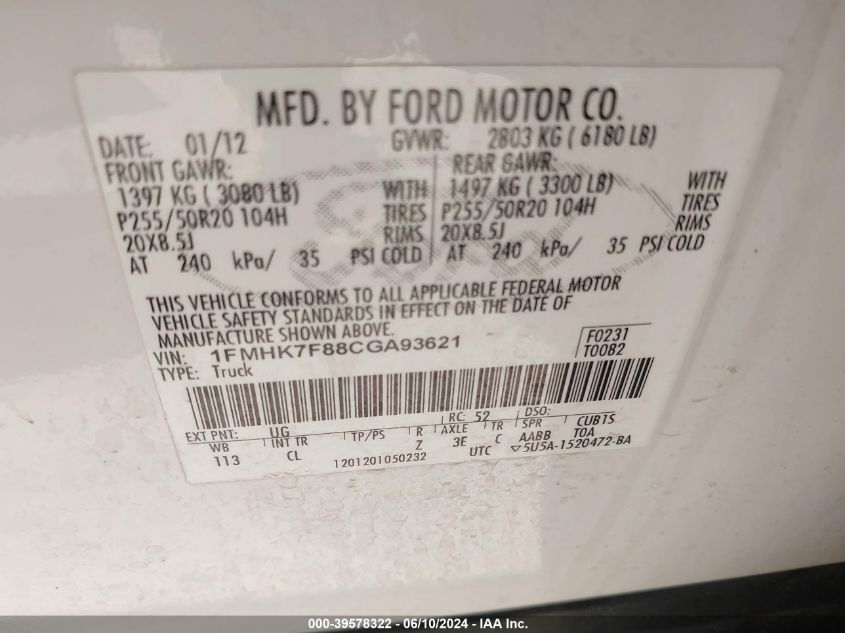 MFD. BY FORD MOTOR CO.
DATE: 01/12 GVWR: 2803 KG ( 6180 LB)
FRONT GAWR: REAR GAWR:
1397 KG ( 3080 LB) WITH 1497 KG ( 3300 LB) WITH
P255/50R20 104H TIRES P255/50R20 104H TIRES
20X8.5J RIMS 20X8.5J RIMS
AT 240 kPa/ 35 PSI COLD AT 240 kPa/ 35 PSI COLD
THIS VEHICLE CONFORMS TO ALL APPLICABLE FEDERAL MOTOR
VEHICLE SAFETY STANDARDS IN EFFECT ON THE DATE OF
MANUFACTURE SHOWN ABOVE.
VIN: 1FMHK7F88CGA93621 F0231
TYPE: Truck T0082
EXT PNT: UG RC: 52 DSO:
WB INT TR TP/PS R AXLE TR SPR CUBTS
113 CL Z 3E C AABB TOA
1201201050232 UTC 5U5A-1520472-BA
000-39578322 - 06/10/2024 - IAA Inc.